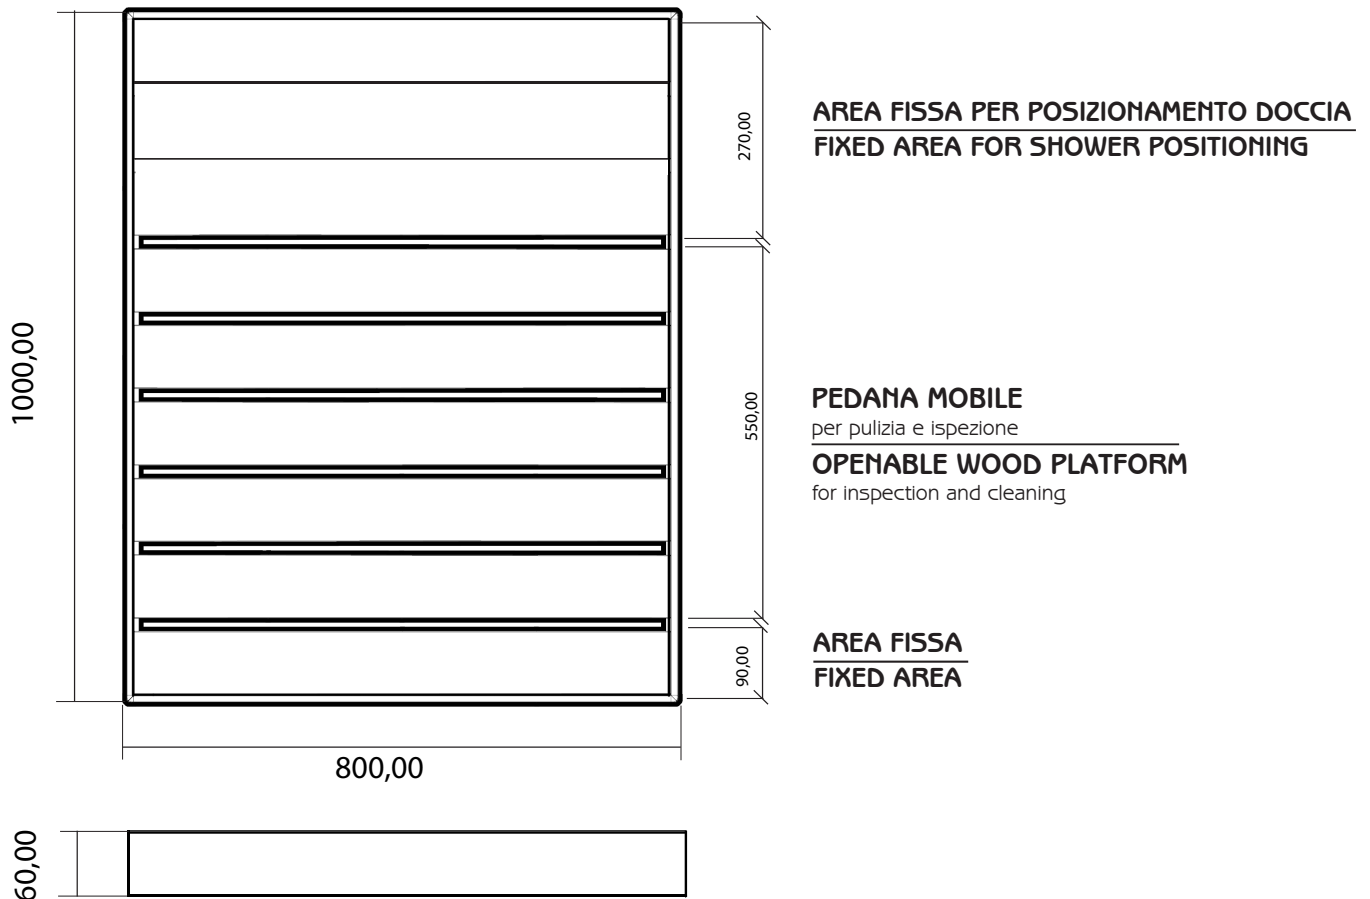 AREA FISSA PER POSIZIONAMENTO DOCCIA
FIXED AREA FOR SHOWER POSITIONING
270,00
1000,00
550,00
PEDANA MOBILE
per pulizia e ispezione
OPENABLE WOOD PLATFORM
for inspection and cleaning
90,00
AREA FISSA
FIXED AREA
800,00
60,00